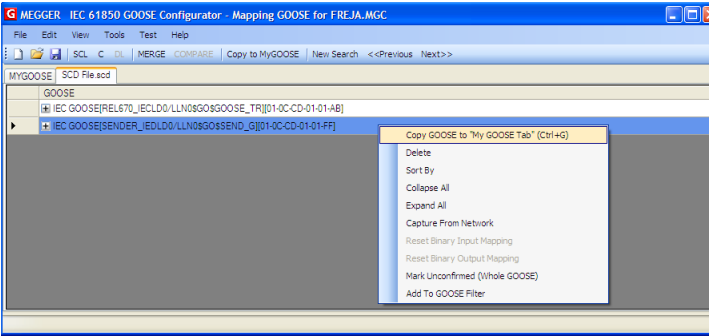 G MEGGER IEC 61850 GOOSE Configurator - Mapping GOOSE for FREJA.MGC
File Edit View Tools Test Help
SCL C DL MERGE COMPARE Copy to MyGOOSE New Search <<Previous Next>>
MYGOOSE SCD File.scd
GOOSE
IEC GOOSE[REL670_IECLD0/LLN0$GO$GOOSE_TR][01-0C-CD-01-01-AB]
IEC GOOSE[SENDER_IEDLD0/LLN0$GO$SEND_G][01-0C-CD-01-01-FF]
Copy GOOSE to "My GOOSE Tab" (Ctrl+G)
Delete
Sort By
Collapse All
Expand All
Capture From Network
Reset Binary Input Mapping
Reset Binary Output Mapping
Mark Unconfirmed (Whole GOOSE)
Add To GOOSE Filter